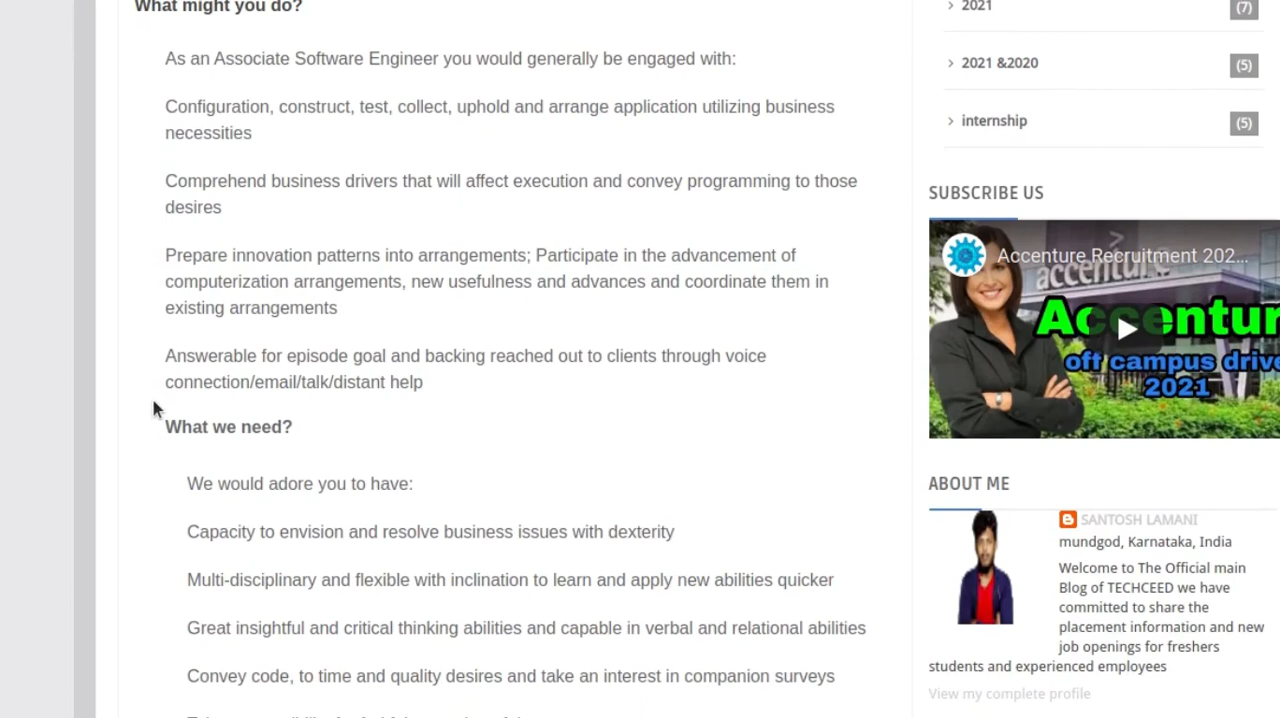 What might you do?
As an Associate Software Engineer you would generally be engaged with:
Configuration, construct, test, collect, uphold and arrange application utilizing business
necessities
Comprehend business drivers that will affect execution and convey programming to those
desires
Prepare innovation patterns into arrangements; Participate in the advancement of
computerization arrangements, new usefulness and advances and coordinate them in
existing arrangements
Answerable for episode goal and backing reached out to clients through voice
connection/email/talk/distant help
What we need?
We would adore you to have:
Capacity to envision and resolve business issues with dexterity
Multi-disciplinary and flexible with inclination to learn and apply new abilities quicker
Great insightful and critical thinking abilities and capable in verbal and relational abilities
Convey code, to time and quality desires and take an interest in companion surveys
2021 (7)
2021 &2020 (5)
internship (5)
SUBSCRIBE US
Accenture Recruitment 202...
accenture
Accentur
off campus drive
2021
ABOUT ME
SANTOSH LAMANI
mundgod, Karnataka, India
Welcome to The Official main
Blog of TECHCEED we have
committed to share the
placement information and new
job openings for freshers
students and experienced employees
View my complete profile